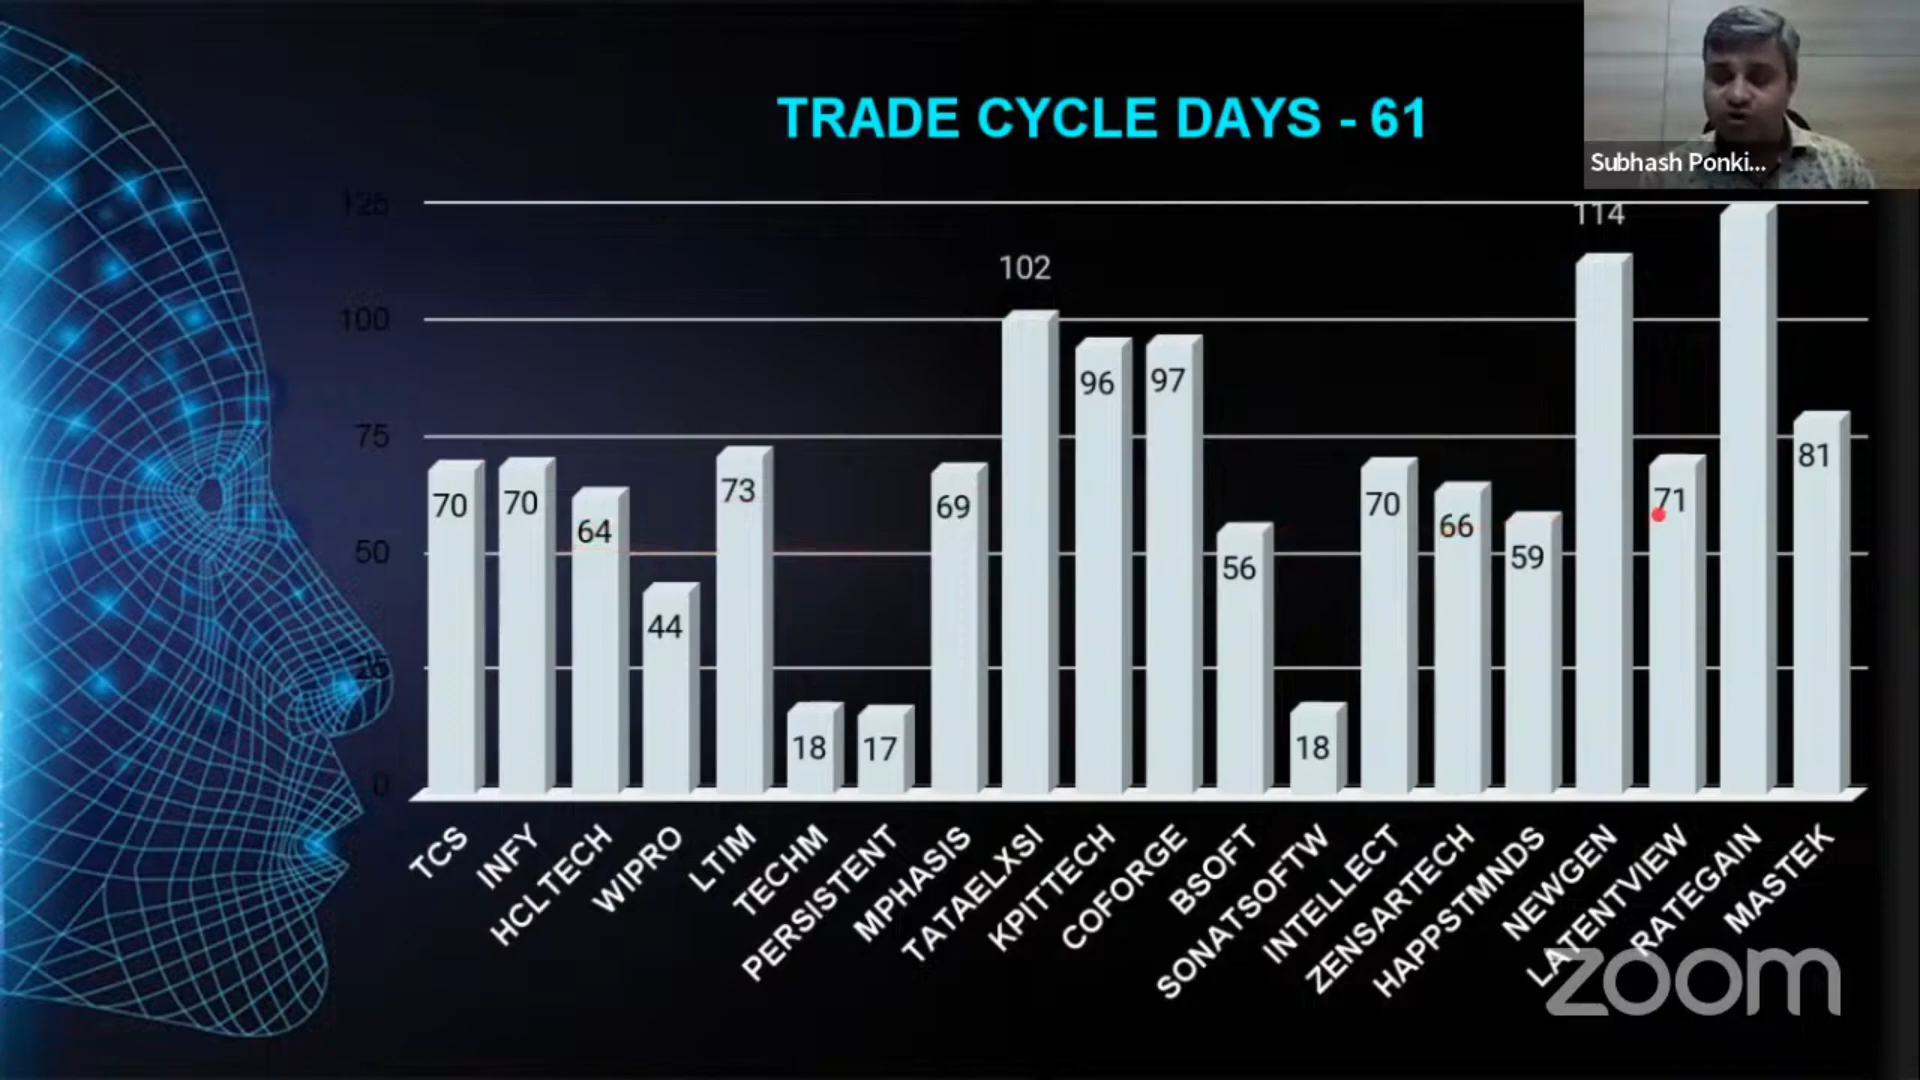 TRADE CYCLE DAYS - 61
Subhash Ponki...
125
100
75
50
25
0
70
70
64
44
73
18
17
69
102
96
97
56
18
70
66
59
114
71
81
TCS
INFY
HCLTECH
WIPRO
LTIM
TECHM
PERSISTENT
MPHASIS
TATAELXSI
KPITTECH
COFORGE
BSOFT
SONATSOFTW
INTELLECT
ZENSARTECH
HAPPSTMNDS
NEWGEN
LATENTVIEW
RATEGAIN
MASTEK
zoom